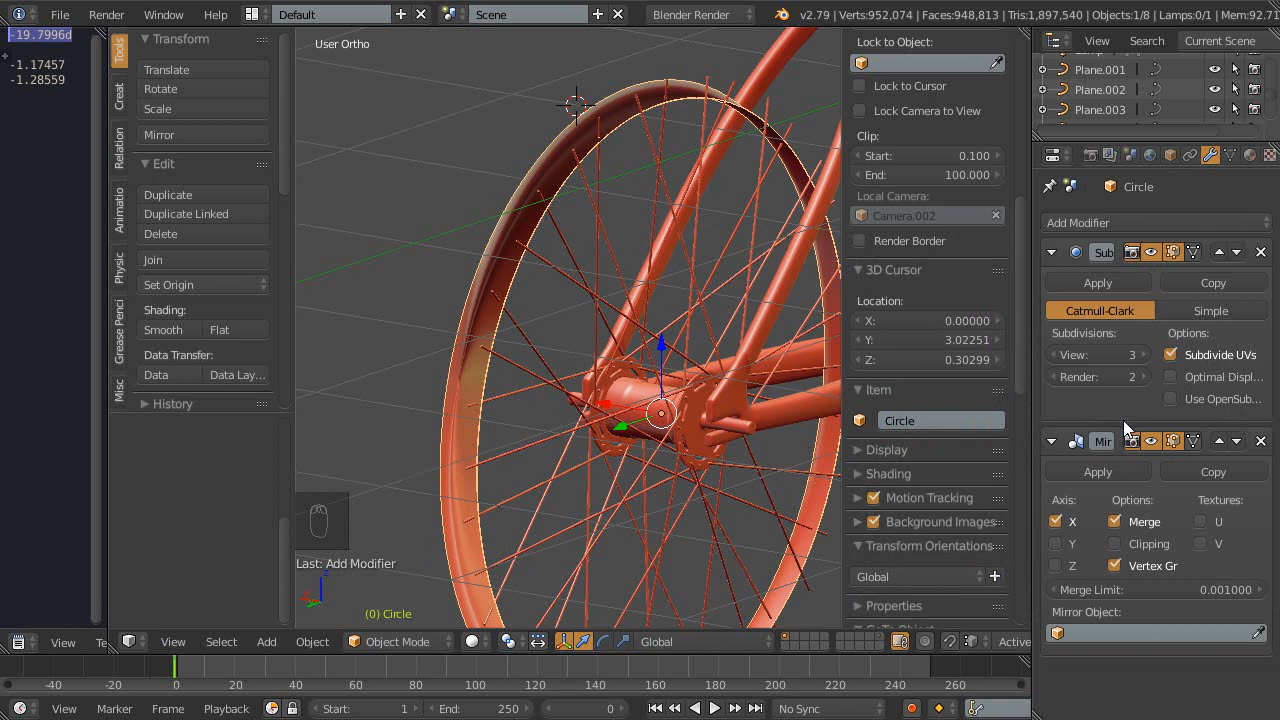 File Render Window Help Default Scene Blender Render v2.79 | Verts:952,074 | Faces:948,813 | Tris:1,897,540 | Objects:1/8 | Lamps:0/1 | Mem:92.71
-19.7996d
-1.17457
-1.28559
Tools
Creat
Relation
Animatio
Physic
Grease Penci
Misc
Transform
Translate
Rotate
Scale
Mirror
Edit
Duplicate
Duplicate Linked
Delete
Join
Set Origin
Shading:
Smooth Flat
Data Transfer:
Data Data Lay...
History
User Ortho
Last: Add Modifier
(0) Circle
Lock to Object:
Lock to Cursor
Lock Camera to View
Clip:
Start: 0.100
End: 100.000
Local Camera:
Camera.002
Render Border
3D Cursor
Location:
X: 0.00000
Y: 3.02251
Z: 0.30299
Item
Circle
Display
Shading
Motion Tracking
Background Images
Transform Orientations
Global
Properties
View Search Current Scene
Plane.001
Plane.002
Plane.003
Circle
Add Modifier
Sub
Apply Copy
Catmull-Clark Simple
Subdivisions: Options:
View: 3 Subdivide UVs
Render: 2 Optimal Displ...
Use OpenSub...
Mir
Apply Copy
Axis: Options: Textures:
X Merge U
Y Clipping V
Z Vertex Gr
Merge Limit: 0.001000
Mirror Object:
View Te View Select Add Object Object Mode Global Active
-40 -20 0 20 40 60 80 100 120 140 160 180 200 220 240 260
View Marker Frame Playback Start: 1 End: 250 0 No Sync